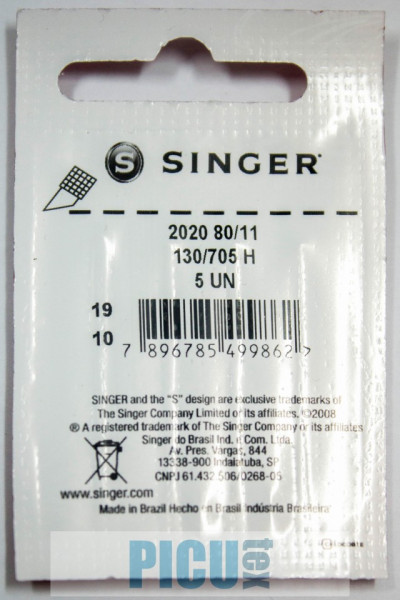 S SINGER®
2020 80/11
130/705 H
5 UN
19
10
7 896785 499862 >
SINGER and the "S" design are exclusive trademarks of
The Singer Company Limited or its affiliates. ©2008
® A registered trademark of The Singer Company or its affiliates
Singer do Brasil Ind. e Com. Ltda.
Av. Pres. Vargas, 844
13338-900 Indaiatuba, SP
CNPJ 61.432.506/0268-05
www.singer.com
Made in Brazil Hecho en Brasil Indústria Brasileira
PICUtex